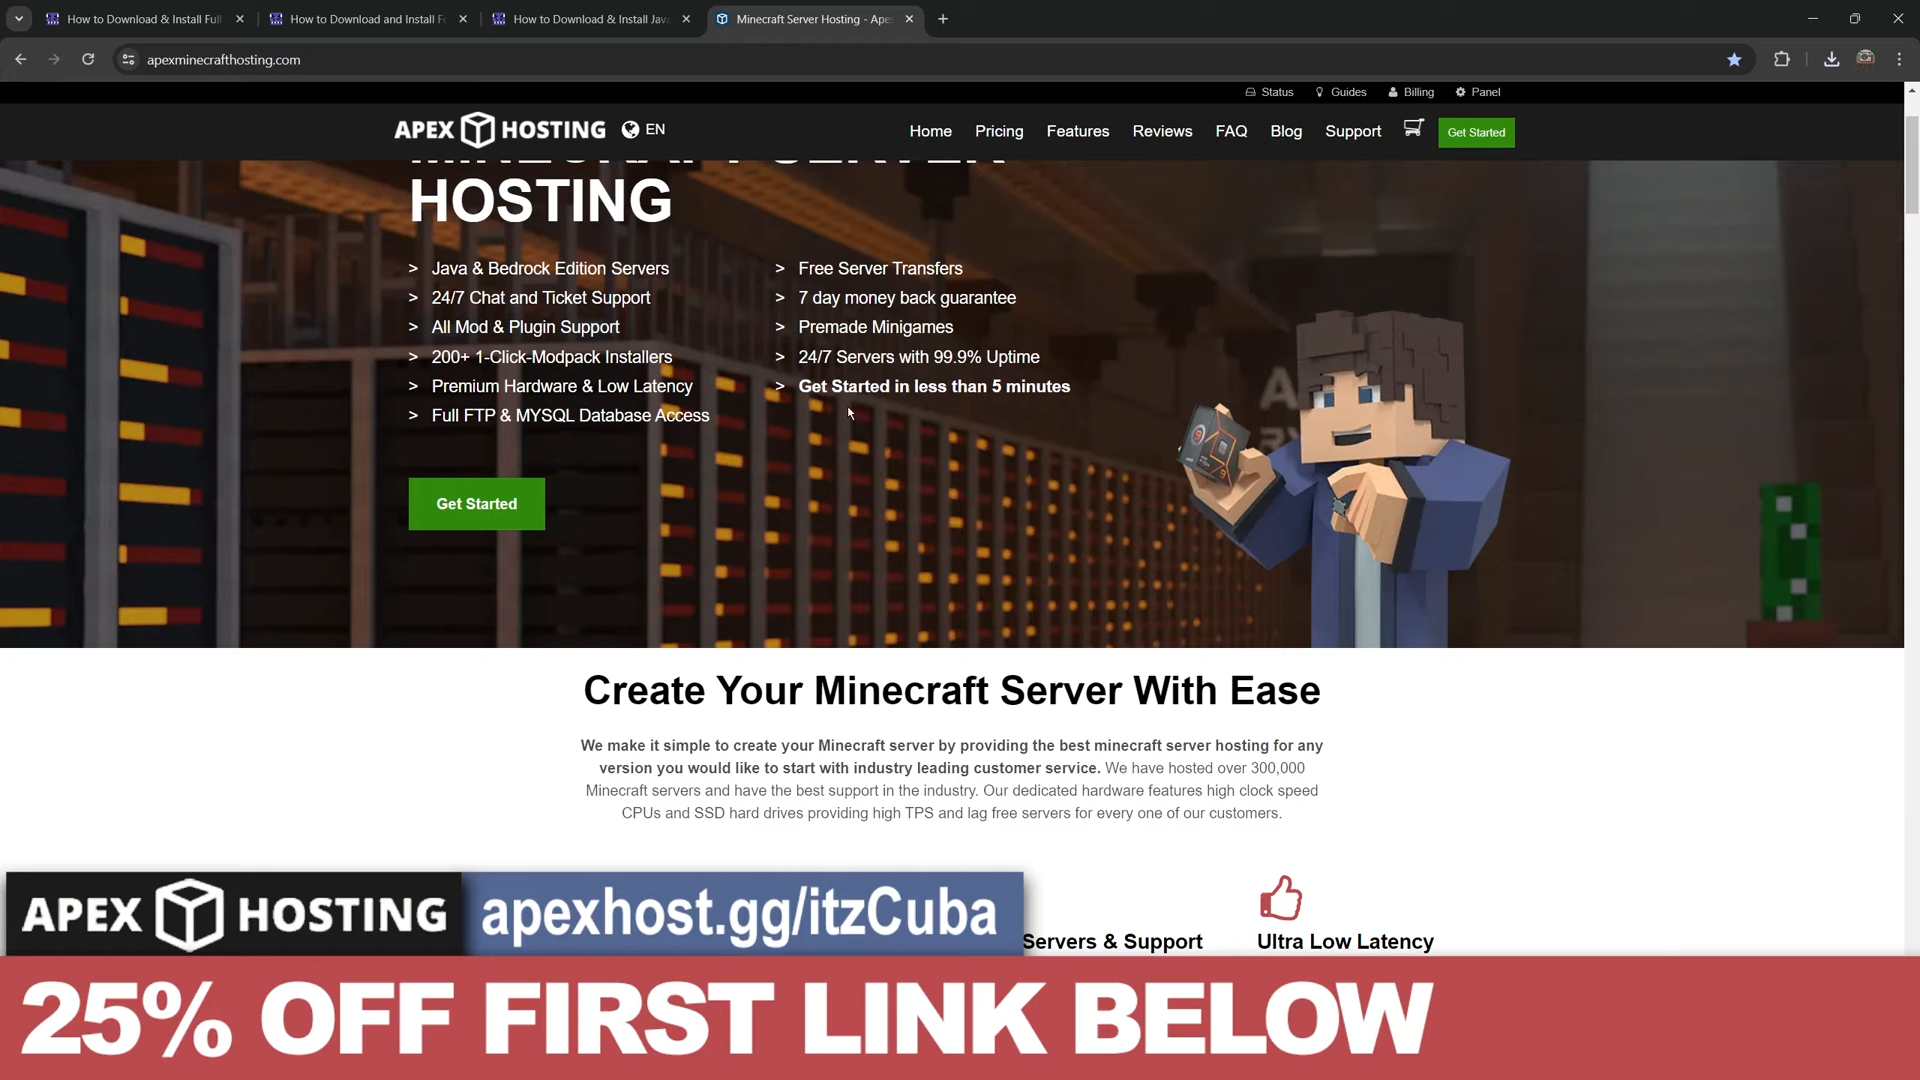 How to Download & Install Full
How to Download and Install F
How to Download & Install Java
Minecraft Server Hosting - Apex
apexminecrafthosting.com
Status
Guides
Billing
Panel
APEX HOSTING
EN
Home
Pricing
Features
Reviews
FAQ
Blog
Support
Get Started
MINECRAFT SERVER
HOSTING
> Java & Bedrock Edition Servers
> 24/7 Chat and Ticket Support
> All Mod & Plugin Support
> 200+ 1-Click-Modpack Installers
> Premium Hardware & Low Latency
> Full FTP & MYSQL Database Access
> Free Server Transfers
> 7 day money back guarantee
> Premade Minigames
> 24/7 Servers with 99.9% Uptime
> Get Started in less than 5 minutes
Get Started
Create Your Minecraft Server With Ease
We make it simple to create your Minecraft server by providing the best minecraft server hosting for any
version you would like to start with industry leading customer service. We have hosted over 300,000
Minecraft servers and have the best support in the industry. Our dedicated hardware features high clock speed
CPUs and SSD hard drives providing high TPS and lag free servers for every one of our customers.
Servers & Support
Ultra Low Latency
APEX HOSTING
apexhost.gg/itzCuba
25% OFF FIRST LINK BELOW